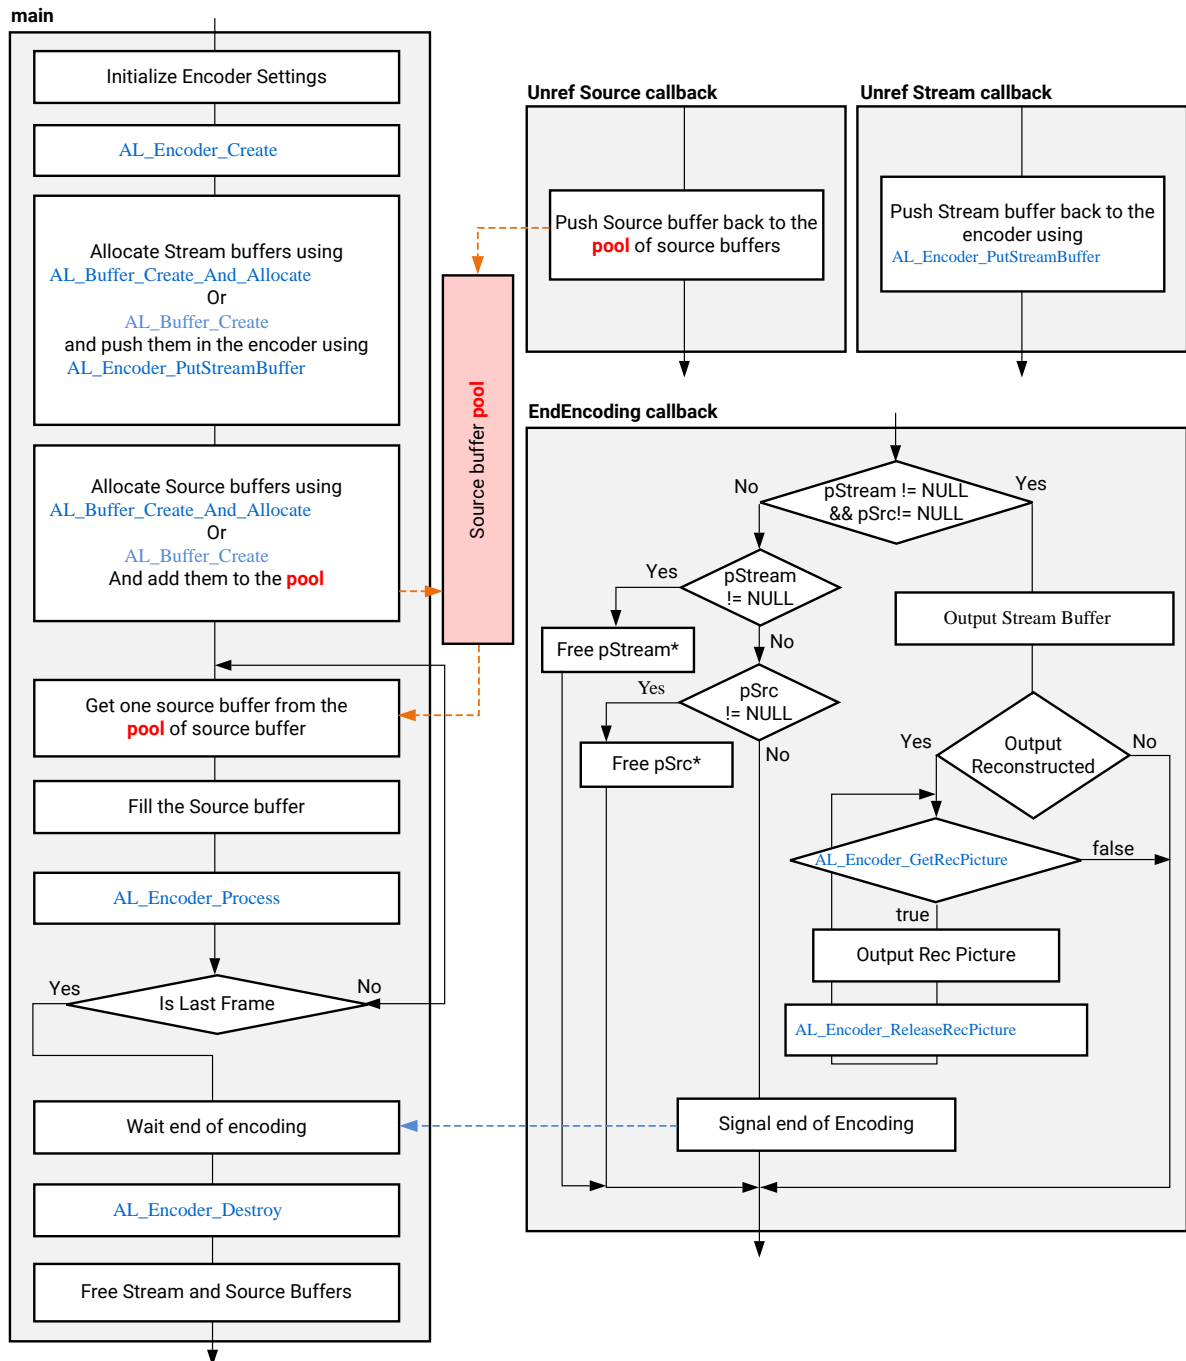 main
Initialize Encoder Settings
AL_Encoder_Create
Allocate Stream buffers using
AL_Buffer_Create_And_Allocate
Or
AL_Buffer_Create
and push them in the encoder using
AL_Encoder_PutStreamBuffer
Allocate Source buffers using
AL_Buffer_Create_And_Allocate
Or
AL_Buffer_Create
And add them to the pool
Get one source buffer from the
pool of source buffer
Fill the Source buffer
AL_Encoder_Process
Yes
Is Last Frame
No
Wait end of encoding
AL_Encoder_Destroy
Free Stream and Source Buffers
Source buffer pool
Unref Source callback
Push Source buffer back to the
pool of source buffers
Unref Stream callback
Push Stream buffer back to the
encoder using
AL_Encoder_PutStreamBuffer
EndEncoding callback
No
pStream != NULL
&& pSrc!= NULL
Yes
Yes
pStream
!= NULL
Free pStream*
No
Yes
pSrc
!= NULL
Free pSrc*
No
Output Stream Buffer
Yes
Output
Reconstructed
No
AL_Encoder_GetRecPicture
false
true
Output Rec Picture
AL_Encoder_ReleaseRecPicture
Signal end of Encoding